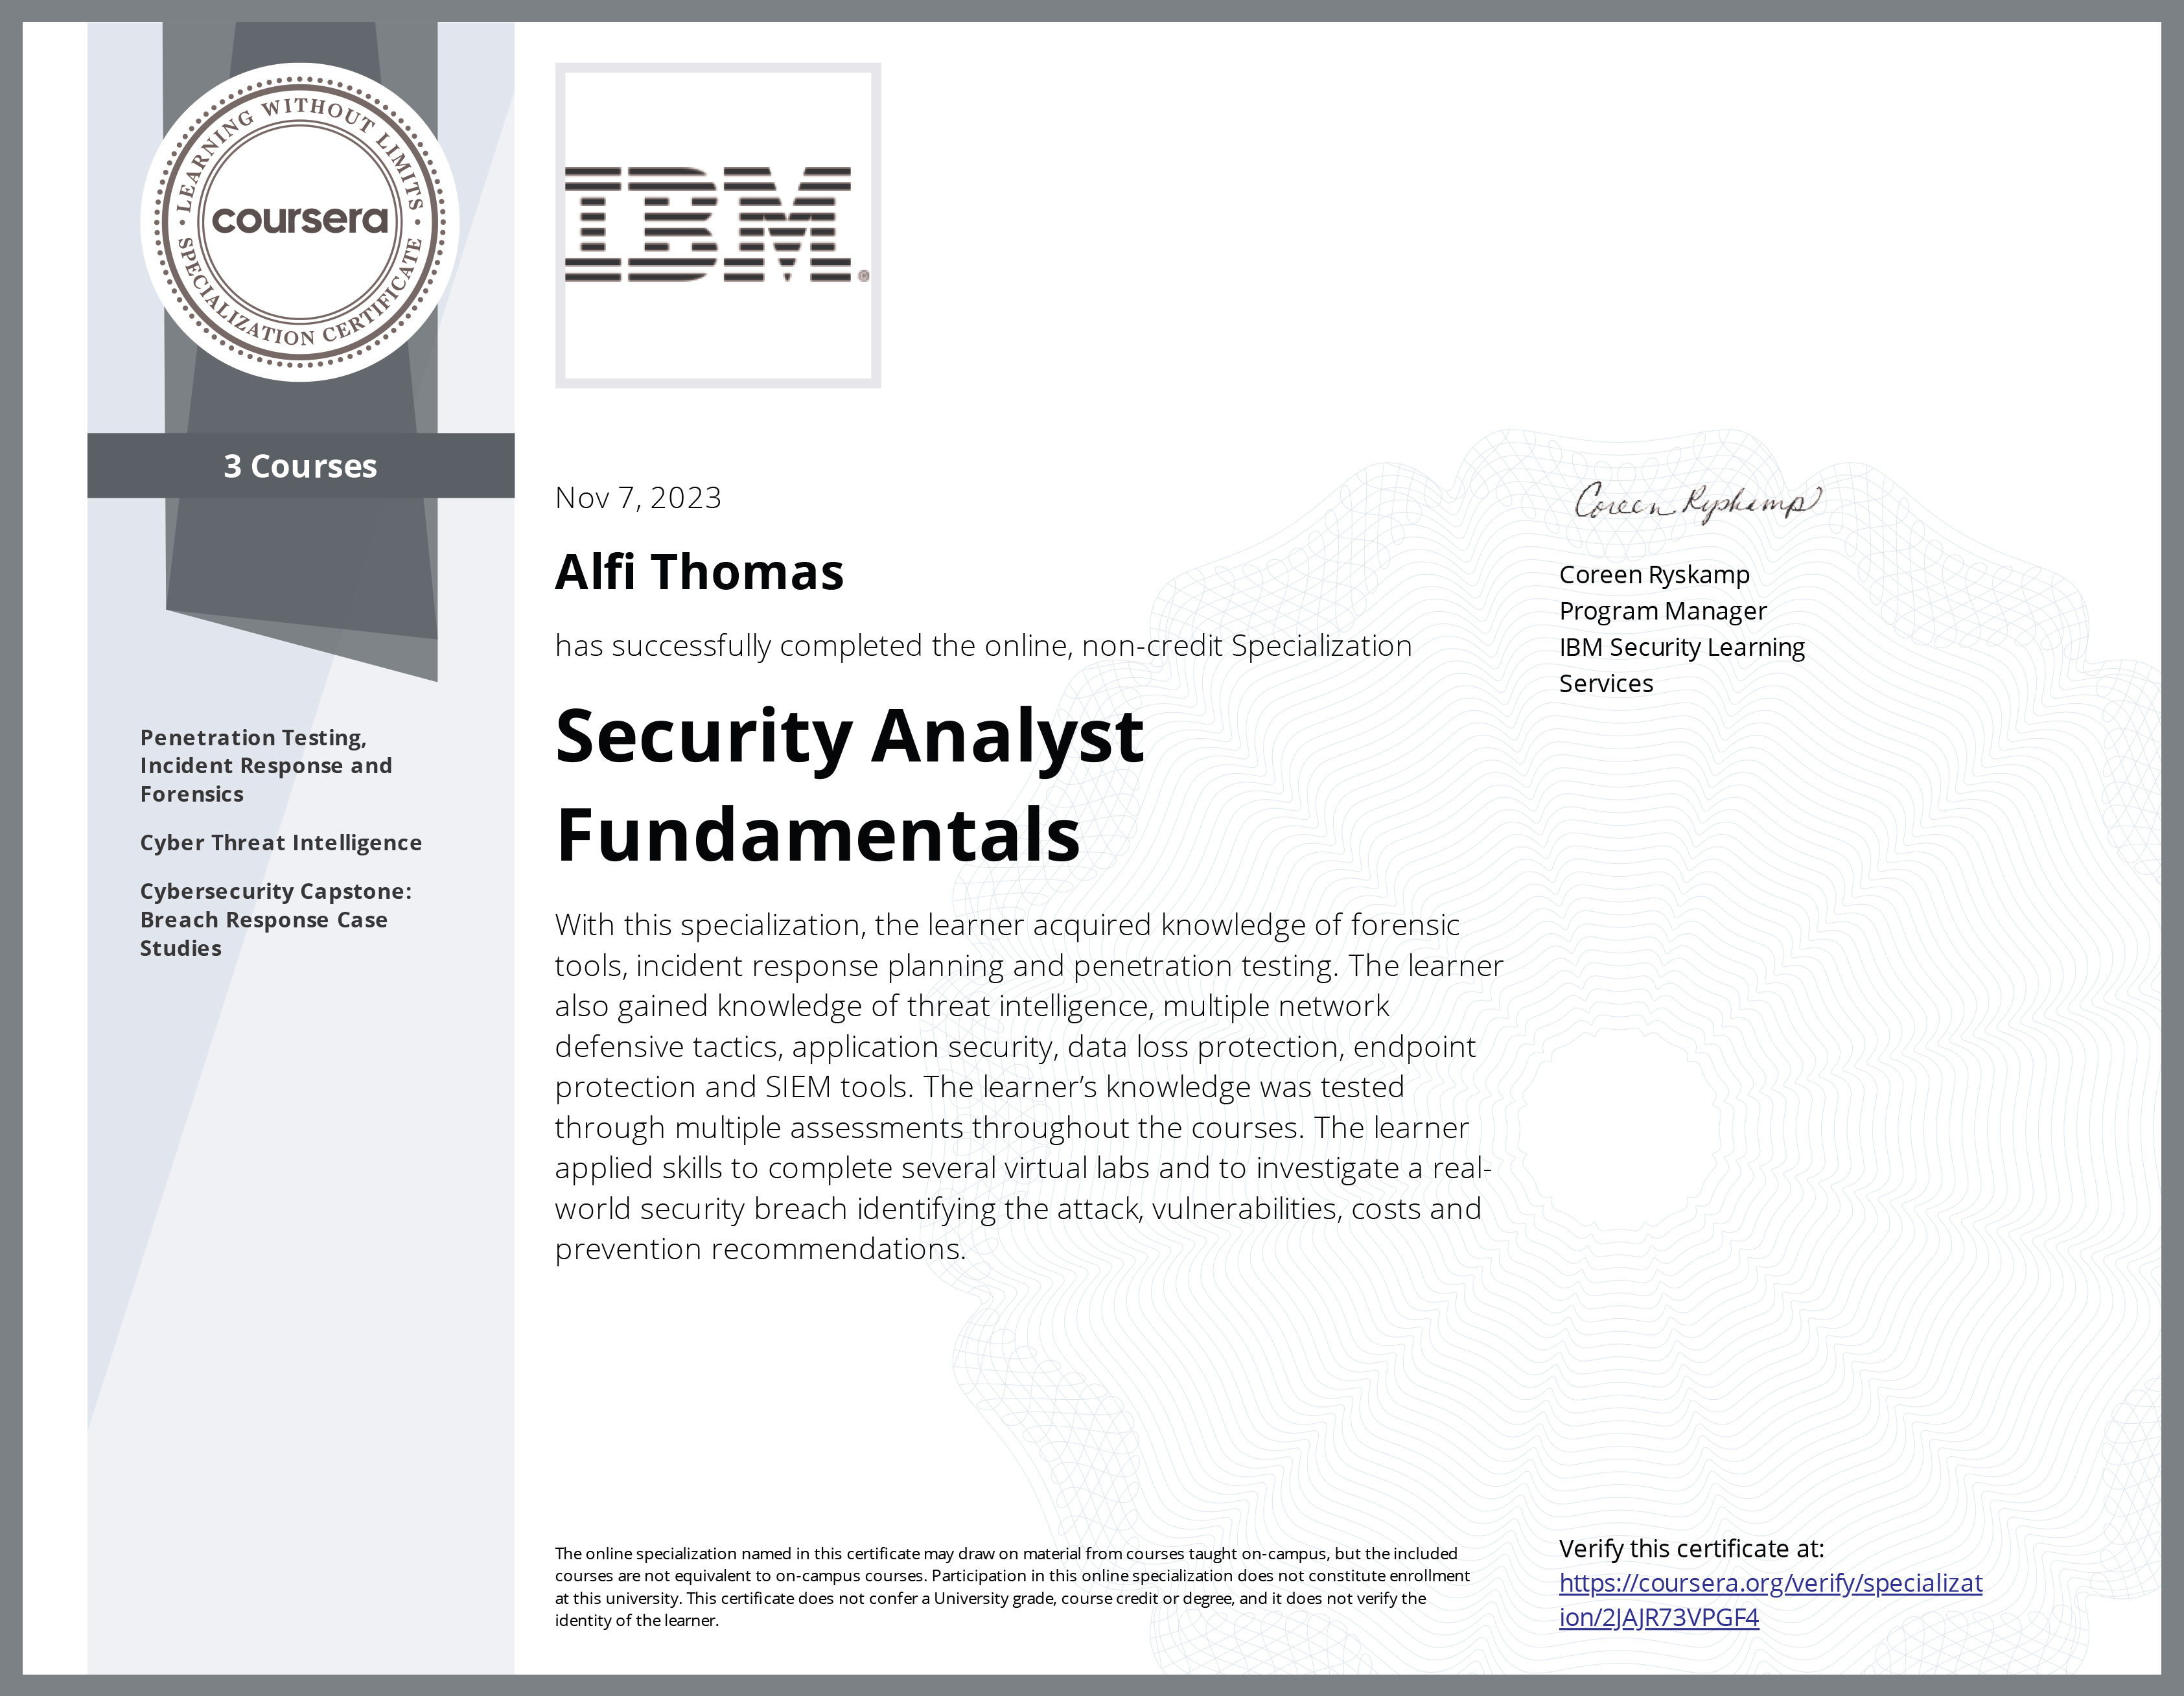 LEARNING WITHOUT LIMITS
coursera
SPECIALIZATION CERTIFICATE
3 Courses
Penetration Testing,
Incident Response and
Forensics
Cyber Threat Intelligence
Cybersecurity Capstone:
Breach Response Case
Studies
IBM®
Nov 7, 2023
Alfi Thomas
has successfully completed the online, non-credit Specialization
Security Analyst
Fundamentals
With this specialization, the learner acquired knowledge of forensic
tools, incident response planning and penetration testing. The learner
also gained knowledge of threat intelligence, multiple network
defensive tactics, application security, data loss protection, endpoint
protection and SIEM tools. The learner’s knowledge was tested
through multiple assessments throughout the courses. The learner
applied skills to complete several virtual labs and to investigate a real-
world security breach identifying the attack, vulnerabilities, costs and
prevention recommendations.
Coreen Ryskamp
Coreen Ryskamp
Program Manager
IBM Security Learning
Services
The online specialization named in this certificate may draw on material from courses taught on-campus, but the included
courses are not equivalent to on-campus courses. Participation in this online specialization does not constitute enrollment
at this university. This certificate does not confer a University grade, course credit or degree, and it does not verify the
identity of the learner.
Verify this certificate at:
https://coursera.org/verify/specializat
ion/2JAJR73VPGF4